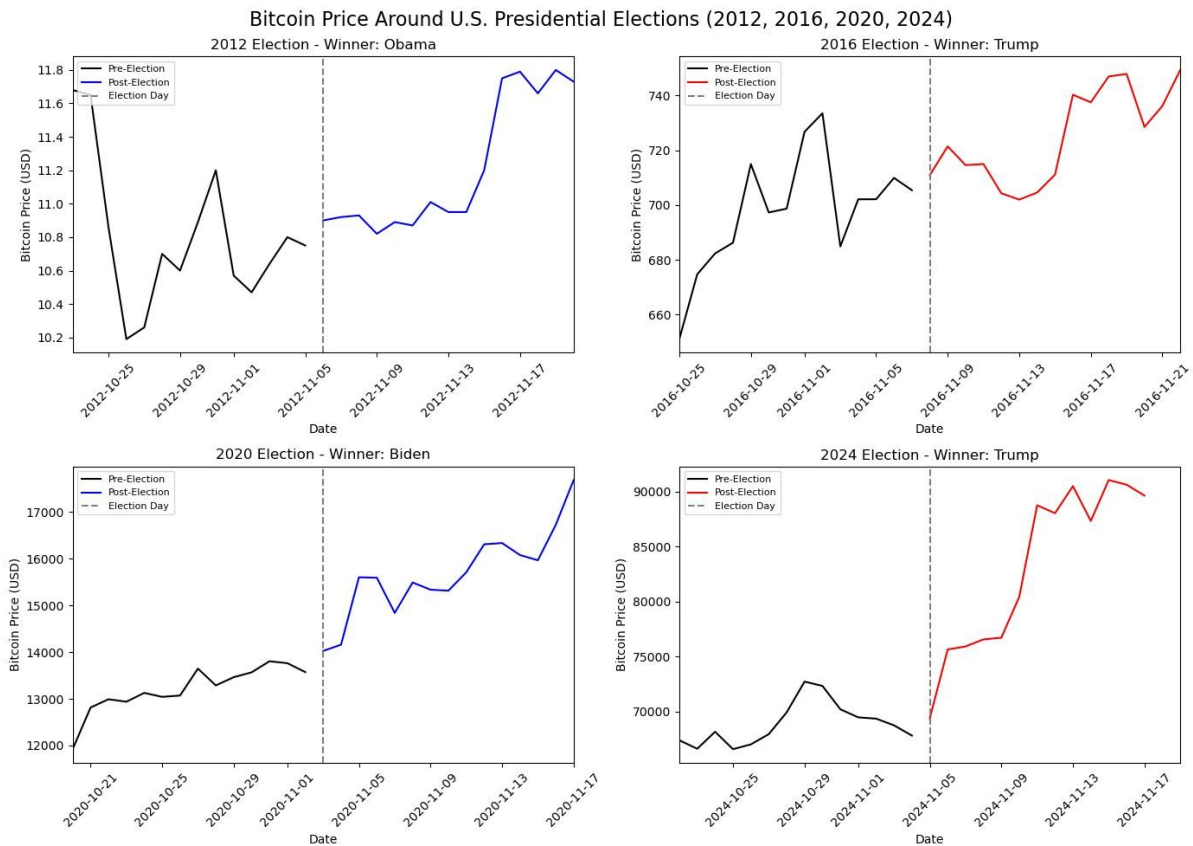 Bitcoin Price Around U.S. Presidential Elections (2012, 2016, 2020, 2024)
2012 Election - Winner: Obama
Pre-Election
Post-Election
Election Day
Bitcoin Price (USD)
11.8
11.6
11.4
11.2
11.0
10.8
10.6
10.4
10.2
2012-10-25
2012-10-29
2012-11-01
2012-11-05
2012-11-09
2012-11-13
2012-11-17
Date
2016 Election - Winner: Trump
Pre-Election
Post-Election
Election Day
Bitcoin Price (USD)
740
720
700
680
660
2016-10-25
2016-10-29
2016-11-01
2016-11-05
2016-11-09
2016-11-13
2016-11-17
2016-11-21
Date
2020 Election - Winner: Biden
Pre-Election
Post-Election
Election Day
Bitcoin Price (USD)
17000
16000
15000
14000
13000
12000
2020-10-21
2020-10-25
2020-10-29
2020-11-01
2020-11-05
2020-11-09
2020-11-13
2020-11-17
Date
2024 Election - Winner: Trump
Pre-Election
Post-Election
Election Day
Bitcoin Price (USD)
90000
85000
80000
75000
70000
2024-10-25
2024-10-29
2024-11-01
2024-11-05
2024-11-09
2024-11-13
2024-11-17
Date